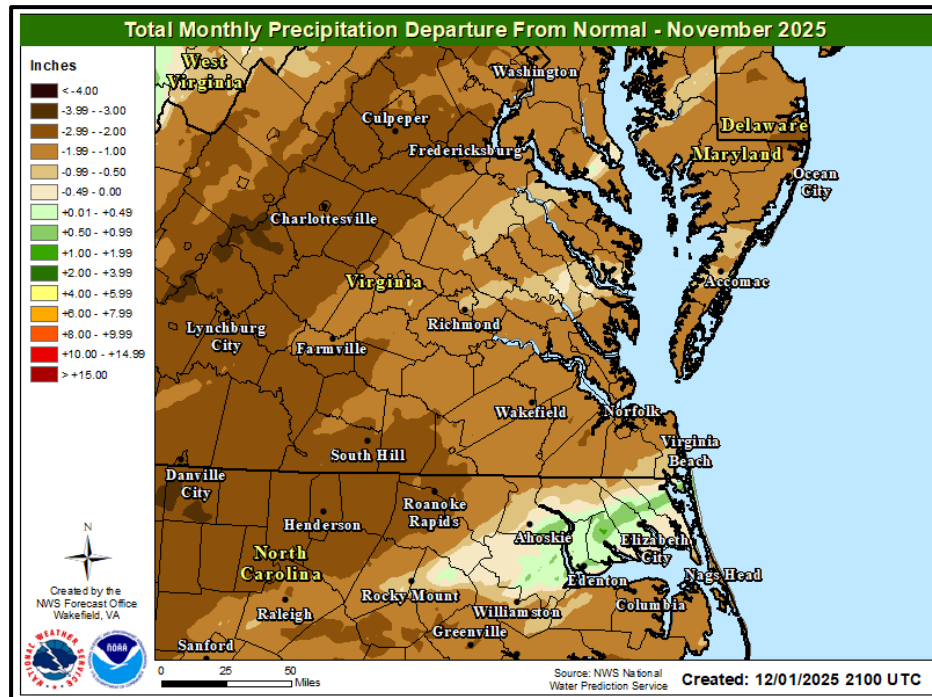 Total Monthly Precipitation Departure From Normal - November 2025
Inches
< -4.00
-3.99 - -3.00
-2.99 - -2.00
-1.99 - -1.00
-0.99 - -0.50
-0.49 - 0.00
+0.01 - +0.49
+0.50 - +0.99
+1.00 - +1.99
+2.00 - +3.99
+4.00 - +5.99
+6.00 - +7.99
+8.00 - +9.99
+10.00 - +14.99
> +15.00
West
Virginia
Washington
Culpeper
Fredericksburg
Delaware
Maryland
Ocean
City
Charlottesville
Virginia
Accomac
Richmond
Lynchburg
City
Farmville
Wakefield
Norfolk
Virginia
Beach
South Hill
Danville
City
Roanoke
Rapids
Henderson
Ahoskie
Elizabeth
City
North
Carolina
Edenton
Nags Head
Rocky Mount
Columbia
Raleigh
Williamston
Greenville
Sanford
N
Created by the
NWS Forecast Office
Wakefield, VA
NATIONAL WEATHER
SERVICE
NOAA
0 25 50
Miles
Source: NWS National
Water Prediction Service
Created: 12/01/2025 2100 UTC